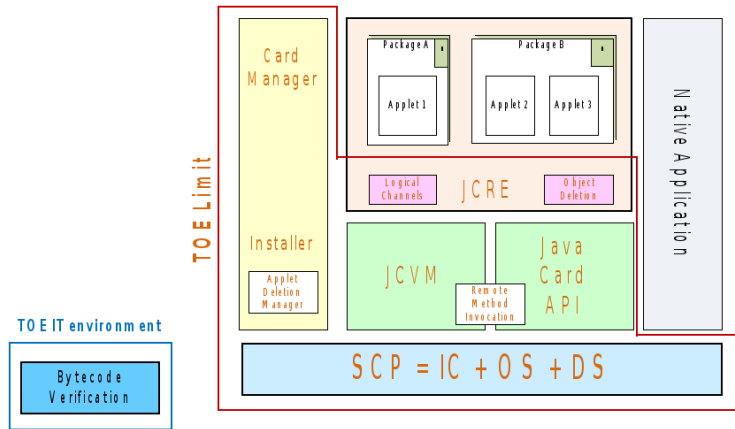 Card
Manager
Package A
Package B
Applet 1
Applet 2
Applet 3
Native Application
TOE Limit
Logical
Channels
JCRE
Object
Deletion
Installer
Applet
Deletion
Manager
JCVM
Java
Card
API
Remote
Method
Invocation
TOE IT environment
Bytecode
Verification
SCP = IC + OS + DS